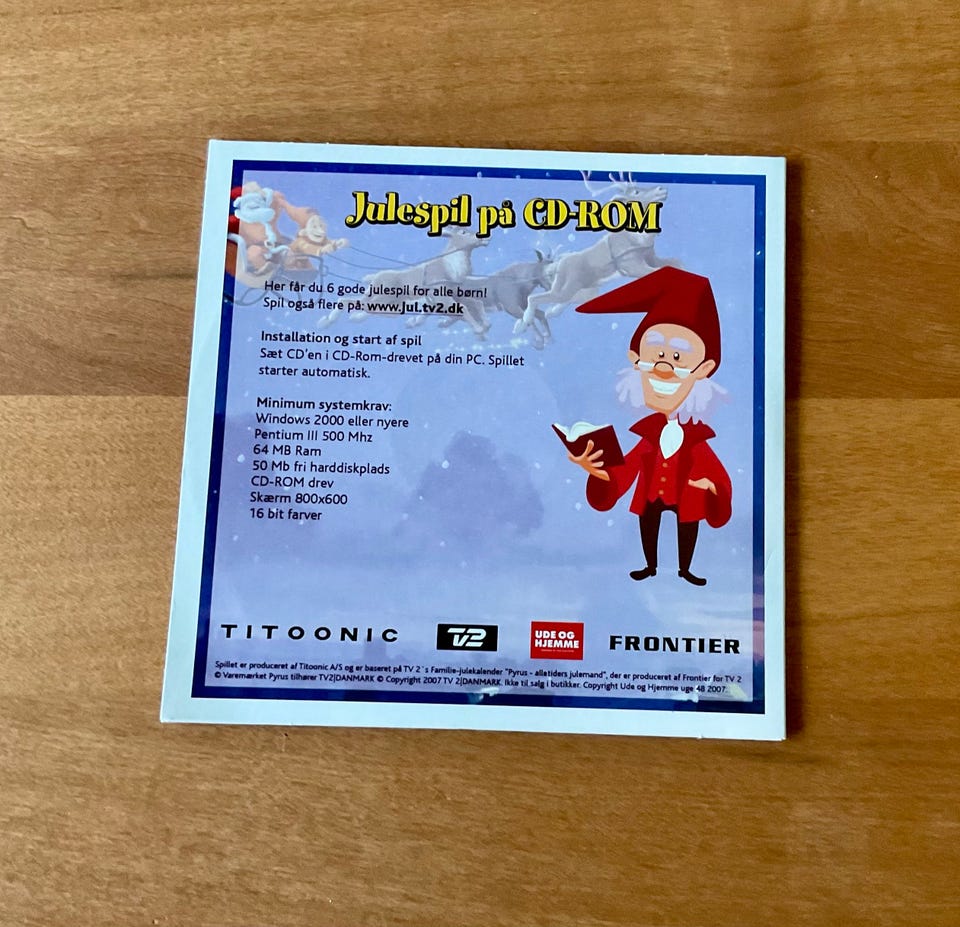 Julespil på CD-ROM
Her får du 6 gode julespil for alle børn!
Spil også flere på: www.Jul.tv2.dk
Installation og start af spil
Sæt CD'en i CD-Rom-drevet på din PC. Spillet
starter automatisk.
Minimum systemkrav:
Windows 2000 eller nyere
Pentium III 500 Mhz
64 MB Ram
50 Mb fri harddiskplads
CD-ROM drev
Skærm 800x600
16 bit farver
TITOONIC
TV2
UDE OG
HJEMME
FRONTIER
Spillet er produceret af Titoonic A/S og er baseret på TV 2´s Familie-julekalender "Pyrus - alletiders julemand", der er produceret af Frontier for TV 2
© Varemærket Pyrus tilhører TV2|DANMARK © Copyright 2007 TV 2|DANMARK. Ikke til salg i butikker. Copyright Ude og Hjemme uge 48 2007.